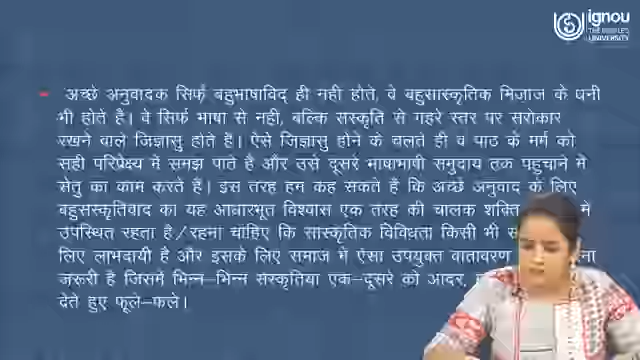 ignou
THE PEOPLE'S
UNIVERSITY
अच्छे अनुवादक सिर्फ़ बहुभाषाविद् ही नहीं होते, वे बहुसांस्कृतिक मिज़ाज के धनी
भी होते हैं। वे सिर्फ़ भाषा से नहीं, बल्कि संस्कृति से गहरे स्तर पर सरोकार
रखने वाले जिज्ञासु होते हैं। ऐसे जिज्ञासु होने के चलते ही वे पाठ के मर्म को
सही परिप्रेक्ष्य में समझ पाते हैं और उसे दूसरे भाषाभाषी समुदाय तक पहुंचाने में
सेतु का काम करते हैं। इस तरह हम कह सकते हैं कि अच्छे अनुवाद के लिए
बहुसंस्कृतिवाद का यह आधारभूत विश्वास एक तरह की चालक शक्ति में
उपस्थित रहता है/रहना चाहिए कि सांस्कृतिक विविधता किसी भी
लिए लाभदायी है और इसके लिए समाज में ऐसा उपयुक्त वातावरण
ज़रूरी है जिसमें भिन्न–भिन्न संस्कृतियां एक–दूसरे को आदर,
देते हुए फूले–फलें।